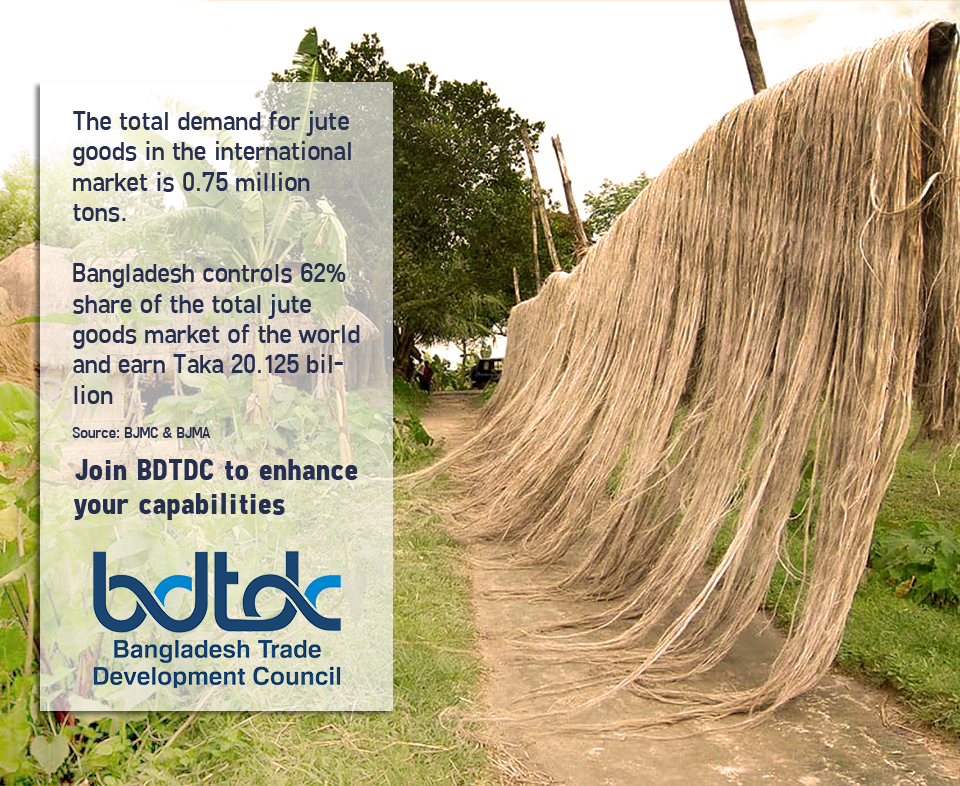 The total demand for jute
goods in the international
market is 0.75 million
tons.
Bangladesh controls 62%
share of the total jute
goods market of the world
and earn Taka 20.125 bil-
lion
Source: BJMC & BJMA
Join BDTDC to enhance
your capabilities
bdtdc
Bangladesh Trade
Development Council